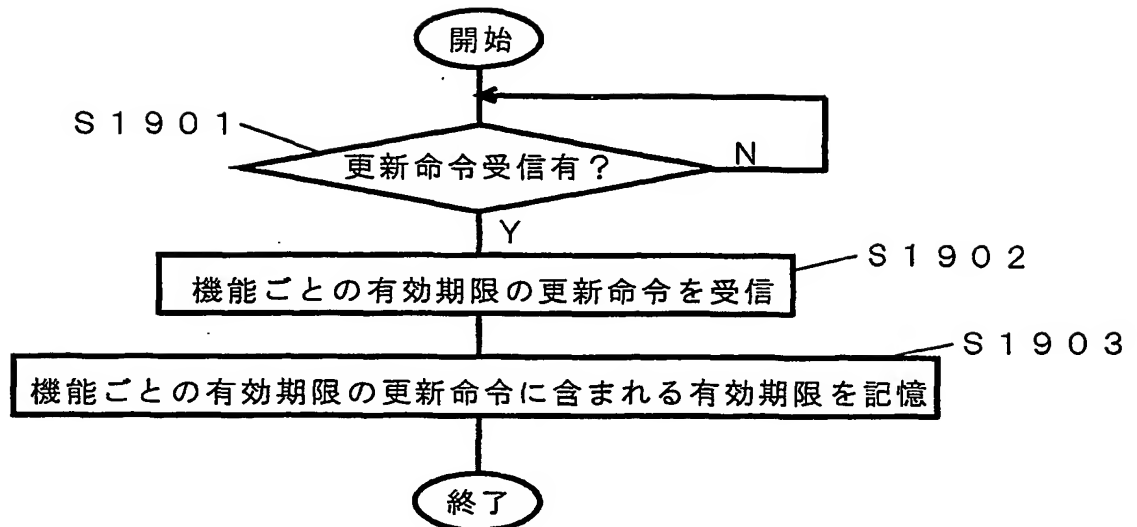 開始
S1901
更新命令受信有？
N
Y
S1902
機能ごとの有効期限の更新命令を受信
S1903
機能ごとの有効期限の更新命令に含まれる有効期限を記憶
終了